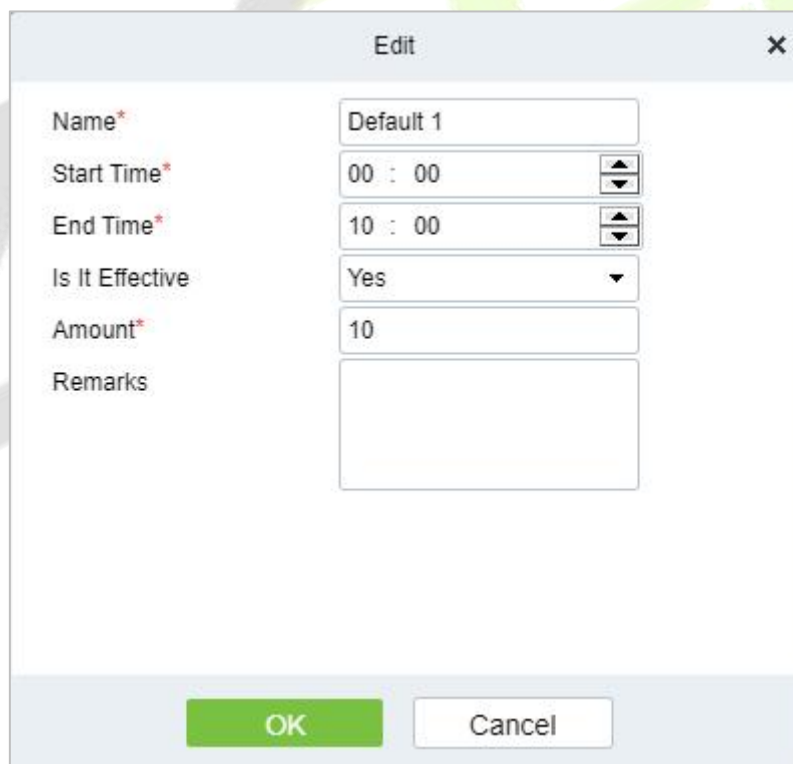 Edit ×
Name* Default 1
Start Time* 00 : 00
End Time* 10 : 00
Is It Effective Yes
Amount* 10
Remarks
OK Cancel